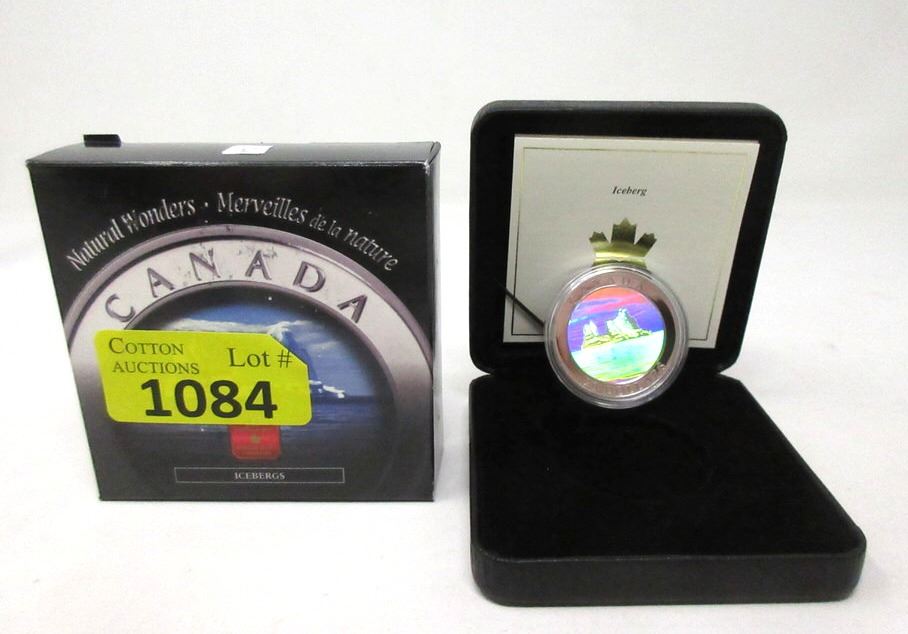 Natural Wonders · Merveilles de la nature
CANADA
COTTON
AUCTIONS
Lot #
1084
ICEBERGS
Iceberg
CANADA